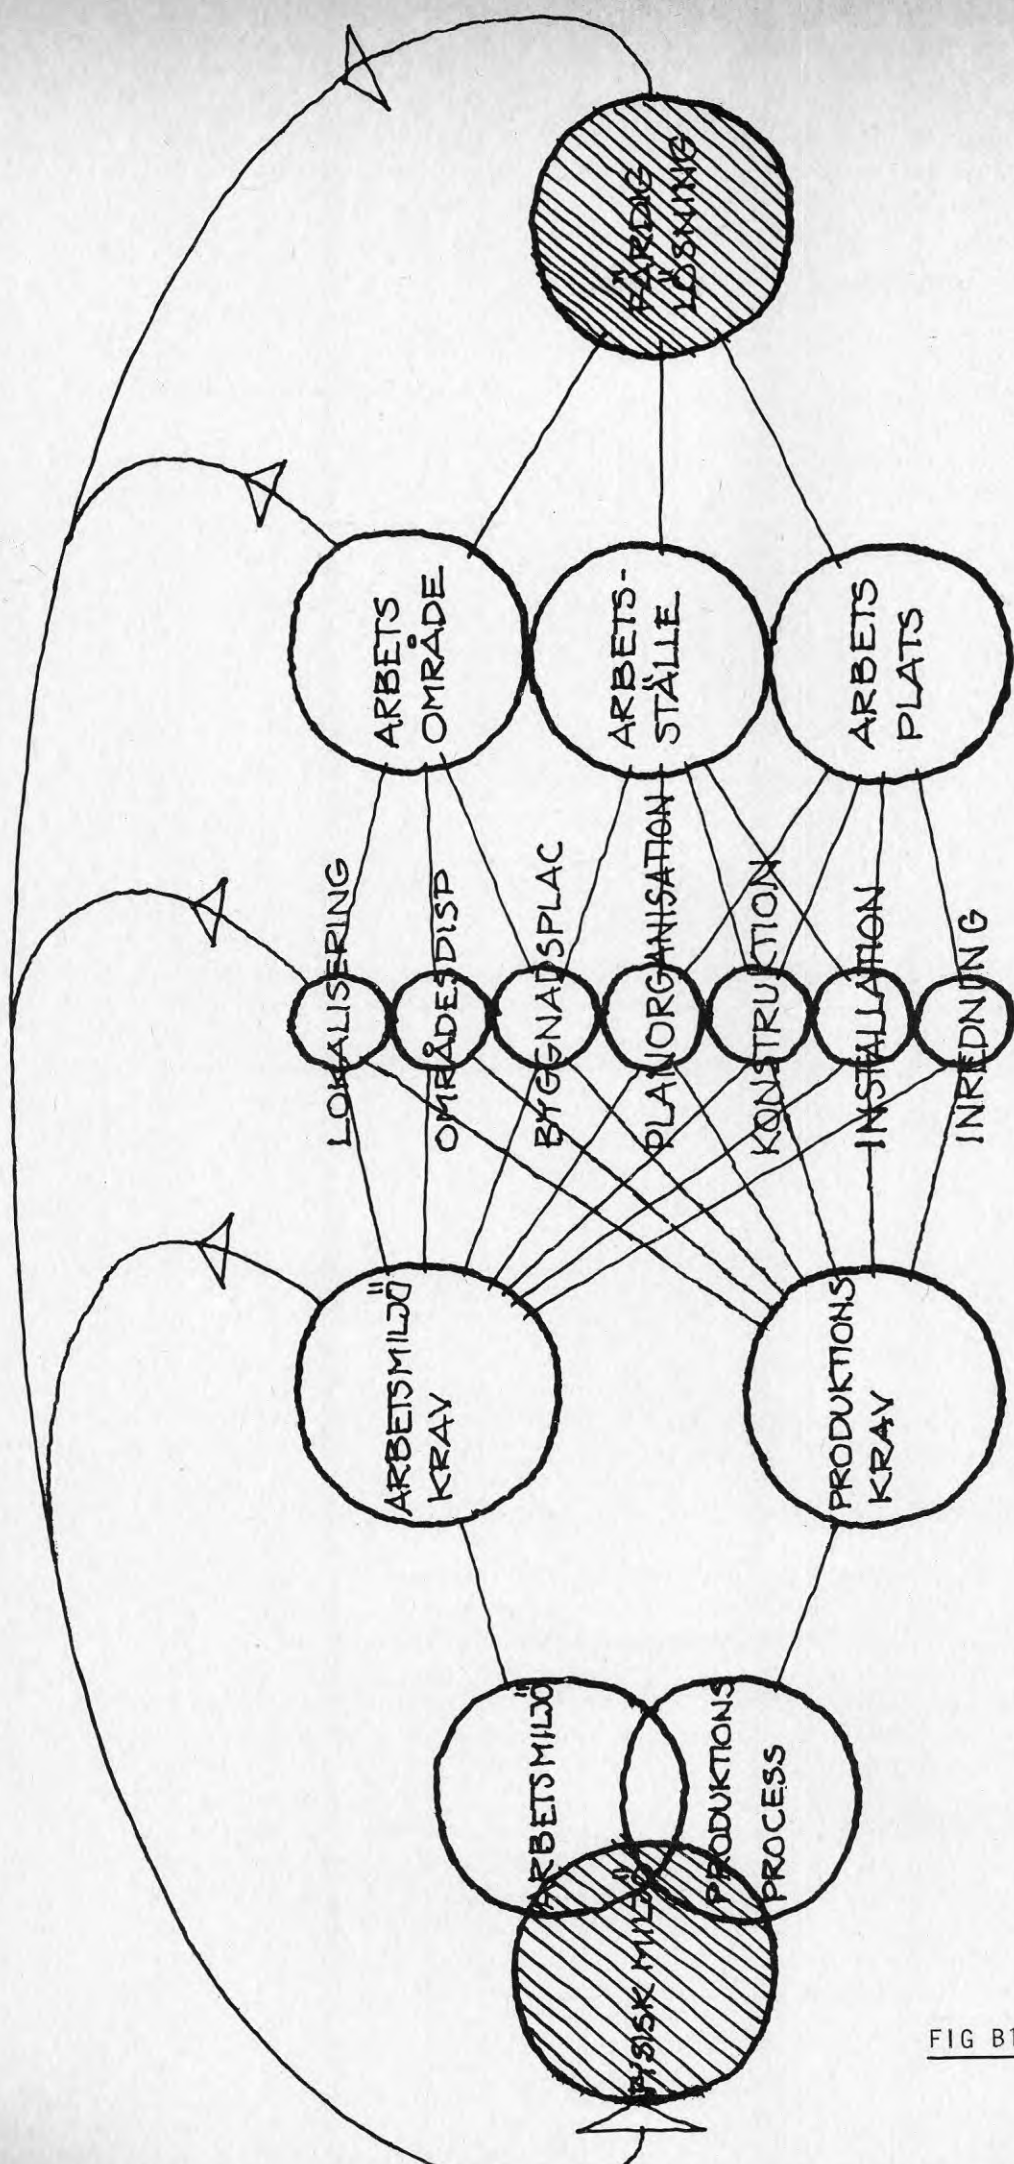 FYSISK MILJÖ
ARBETSMILJÖ
PRODUKTIONS
PROCESS
ARBETSMILJÖ
KRAV
PRODUKTIONS
KRAV
LOKALISERING
OMRÅDESDISP
BYGGNADSPLAC
PLANORGANISATION
KONSTRUKTION
INSTALLATION
INREDNING
ARBETS
OMRÅDE
ARBETS-
STÄLLE
ARBETS
PLATS
FÄRDIG
LÖSNING
FIG B1